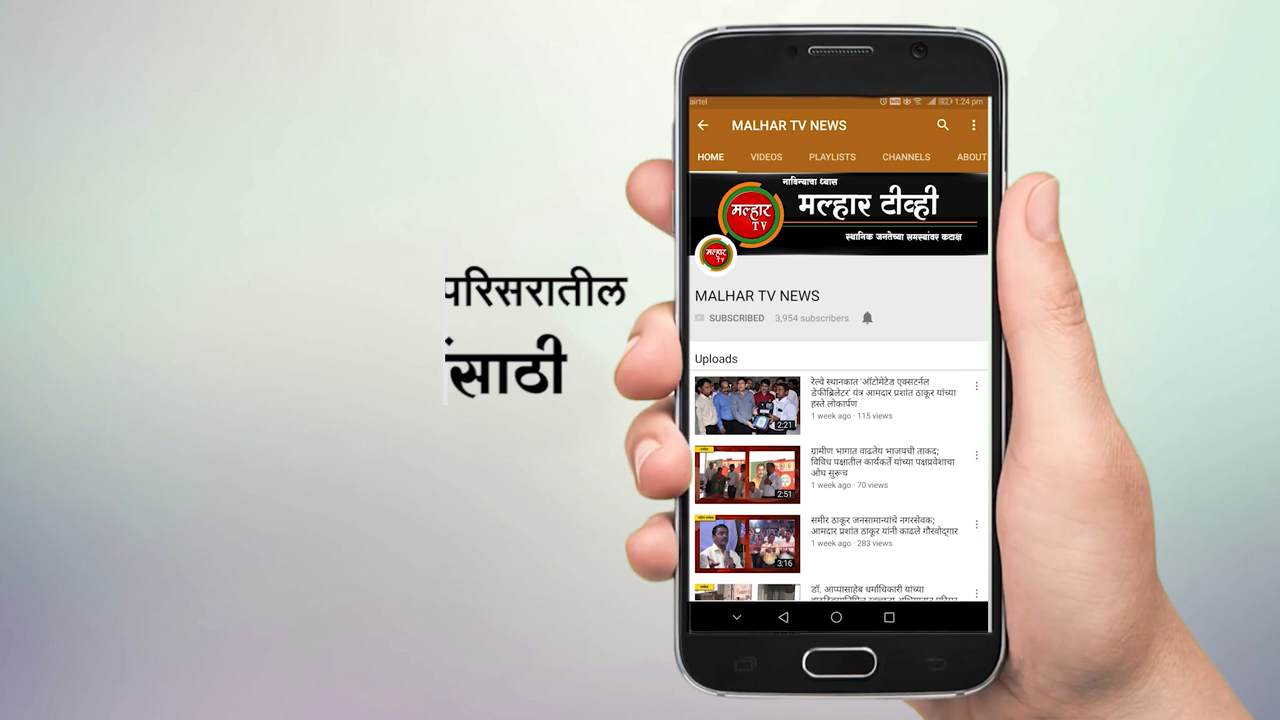 परिसरातील
ंसाठी
airtel
1:24 pm
MALHAR TV NEWS
HOME VIDEOS PLAYLISTS CHANNELS ABOUT
नाविन्याचा ध्यास
मल्हार टीव्ही
स्थानिक जनतेच्या समस्यांवर कटाक्ष
मल्हार
TV
मल्हार
TV
MALHAR TV NEWS
SUBSCRIBED 3,954 subscribers
Uploads
रेल्वे स्थानकात 'ऑटोमेटेड एक्सटर्नल
डेफीब्रिलेटर' यंत्र आमदार प्रशांत ठाकूर यांच्या
हस्ते लोकार्पण
1 week ago · 115 views
2:21
ग्रामीण भागात वाढतेय भाजपची ताकद;
विविध पक्षातील कार्यकर्ते यांच्या पक्षप्रवेशाचा
ओघ सुरूच
1 week ago · 70 views
2:51
समीर ठाकूर जनसामान्यांचे नगरसेवक;
आमदार प्रशांत ठाकूर यांनी काढले गौरवोद्‌गार
1 week ago · 283 views
3:16
डॉ. आप्पासाहेब धर्माधिकारी यांच्या